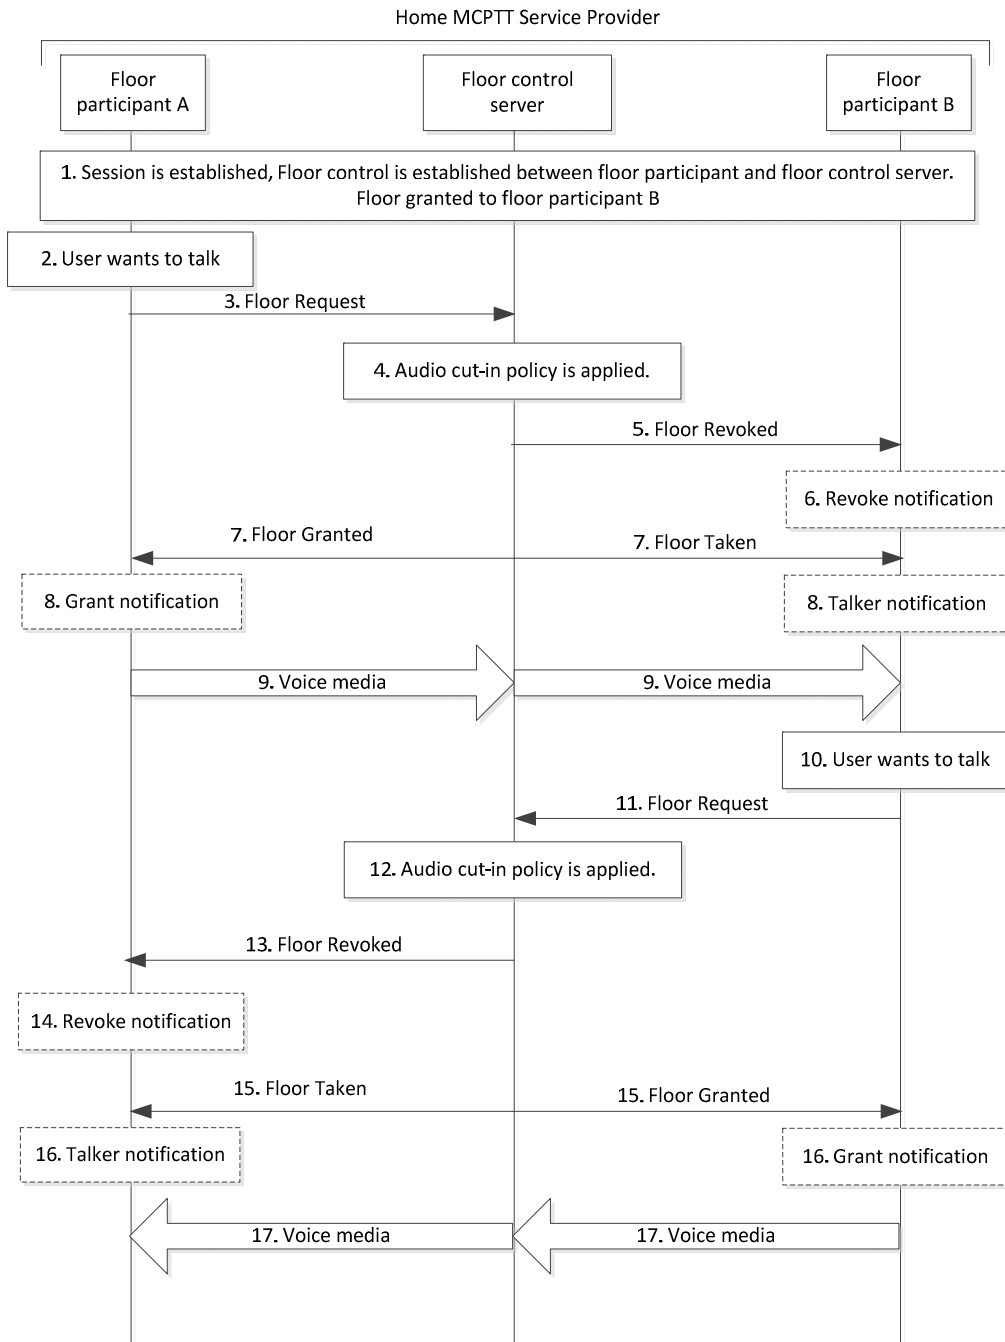 Home MCPTT Service Provider
Floor
participant A
Floor control
server
Floor
participant B
1. Session is established, Floor control is established between floor participant and floor control server.
Floor granted to floor participant B
2. User wants to talk
3. Floor Request
4. Audio cut-in policy is applied.
5. Floor Revoked
6. Revoke notification
7. Floor Granted
7. Floor Taken
8. Grant notification
8. Talker notification
9. Voice media
9. Voice media
10. User wants to talk
11. Floor Request
12. Audio cut-in policy is applied.
13. Floor Revoked
14. Revoke notification
15. Floor Taken
15. Floor Granted
16. Talker notification
16. Grant notification
17. Voice media
17. Voice media